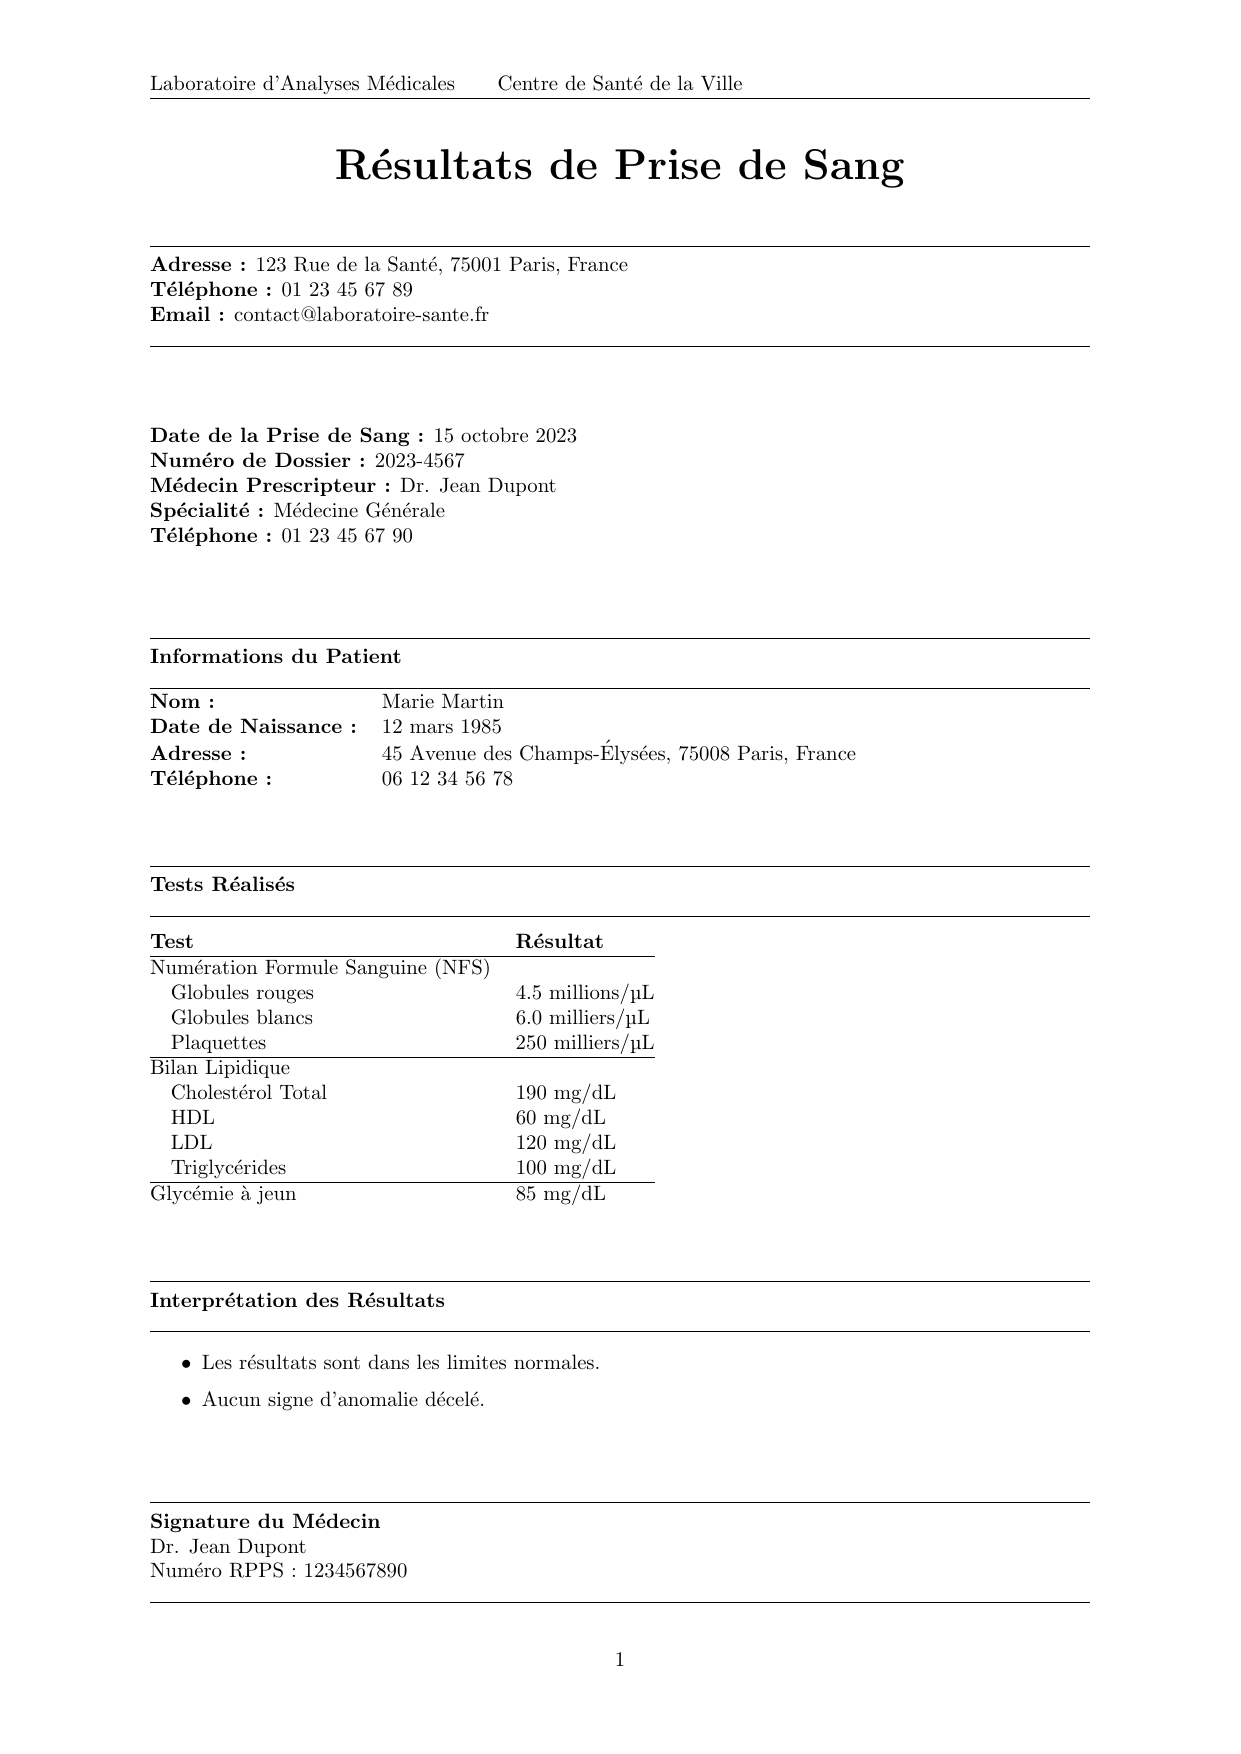 Laboratoire d'Analyses Médicales Centre de Santé de la Ville
Résultats de Prise de Sang
Adresse : 123 Rue de la Santé, 75001 Paris, France
Téléphone : 01 23 45 67 89
Email : contact@laboratoire-sante.fr
Date de la Prise de Sang : 15 octobre 2023
Numéro de Dossier : 2023-4567
Médecin Prescripteur : Dr. Jean Dupont
Spécialité : Médecine Générale
Téléphone : 01 23 45 67 90
Informations du Patient
Nom : Marie Martin
Date de Naissance : 12 mars 1985
Adresse : 45 Avenue des Champs-Élysées, 75008 Paris, France
Téléphone : 06 12 34 56 78
Tests Réalisés
Test Résultat
Numération Formule Sanguine (NFS)
Globules rouges 4.5 millions/µL
Globules blancs 6.0 milliers/µL
Plaquettes 250 milliers/µL
Bilan Lipidique
Cholestérol Total 190 mg/dL
HDL 60 mg/dL
LDL 120 mg/dL
Triglycérides 100 mg/dL
Glycémie à jeun 85 mg/dL
Interprétation des Résultats
• Les résultats sont dans les limites normales.
• Aucun signe d'anomalie décelé.
Signature du Médecin
Dr. Jean Dupont
Numéro RPPS : 1234567890
1